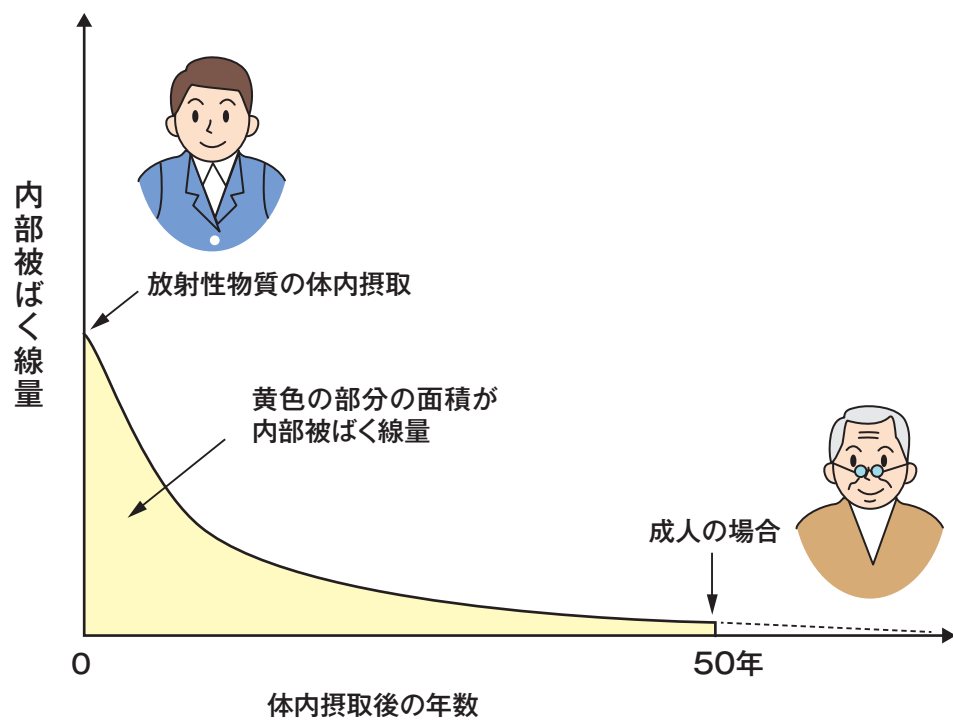 内部被ばく線量
放射性物質の体内摂取
黄色の部分の面積が
内部被ばく線量
成人の場合
0
50年
体内摂取後の年数